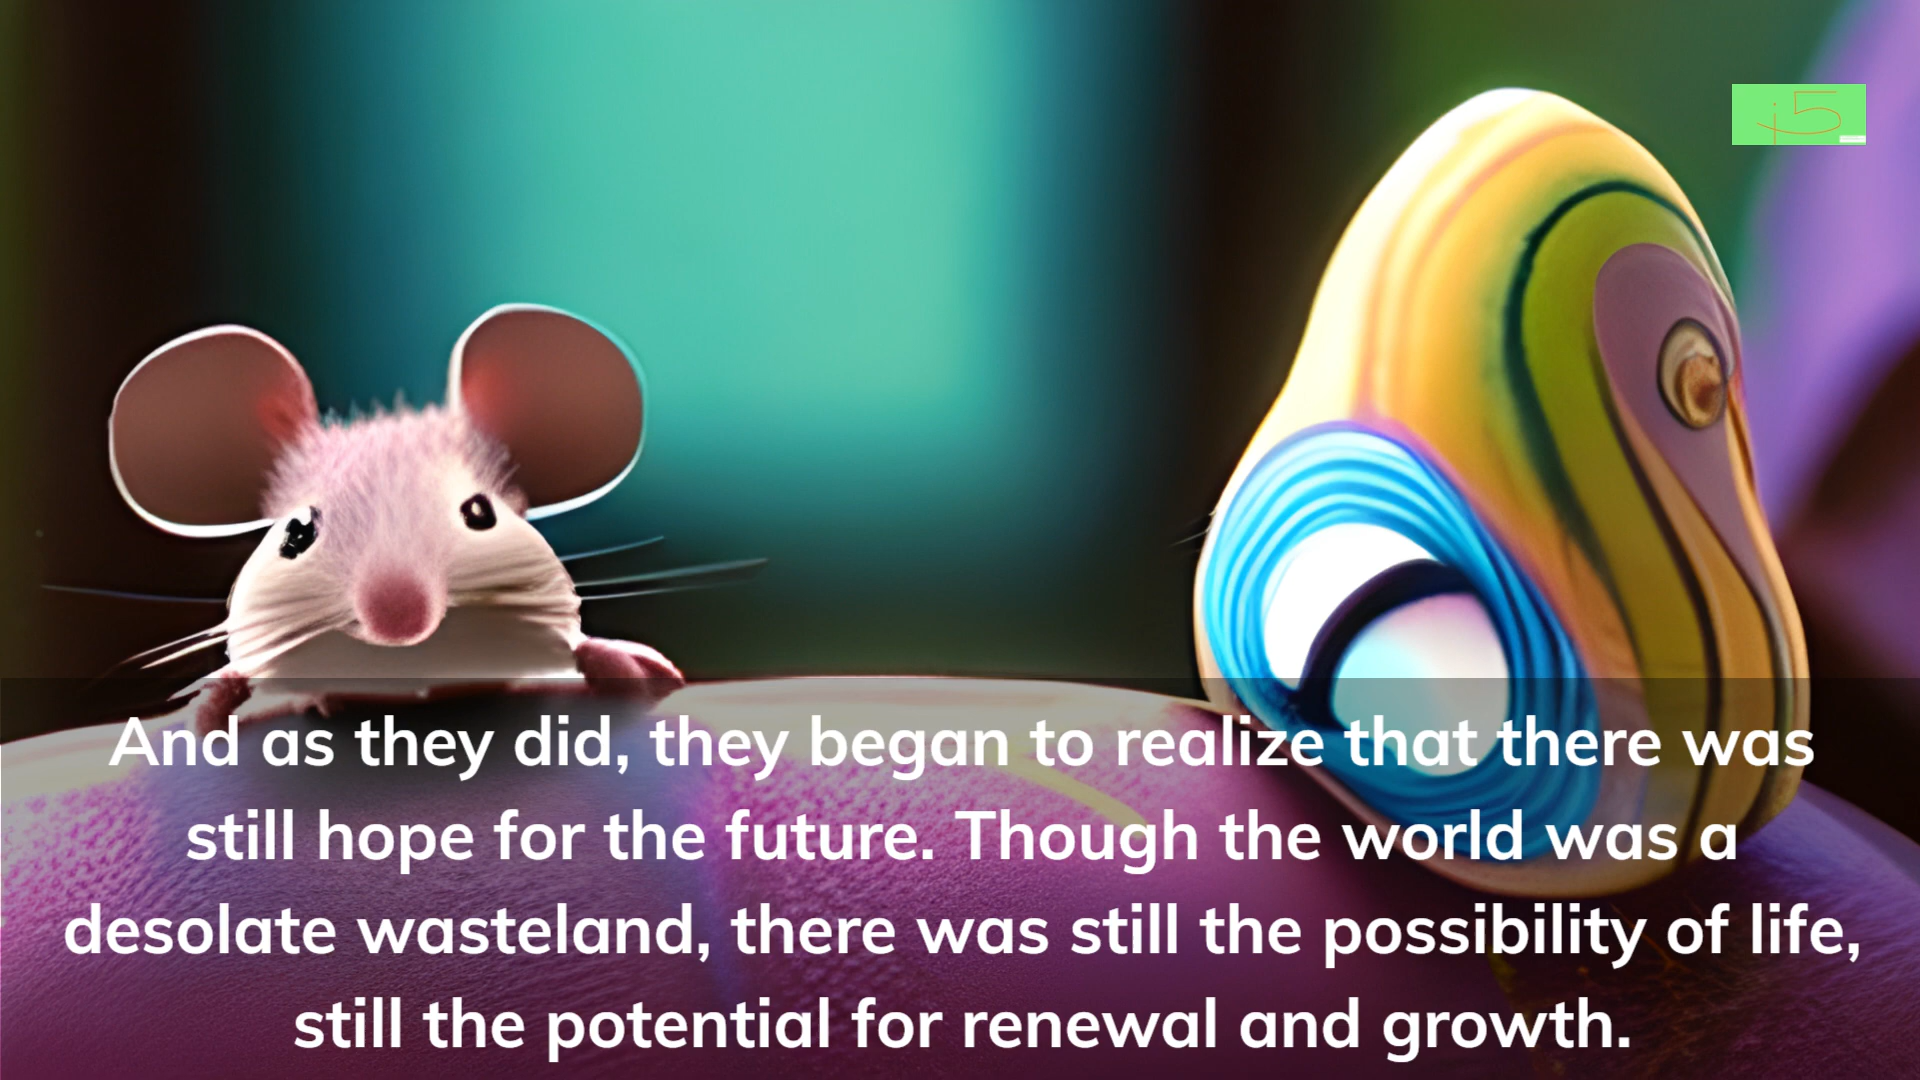 i5
And as they did, they began to realize that there was
still hope for the future. Though the world was a
desolate wasteland, there was still the possibility of life,
still the potential for renewal and growth.